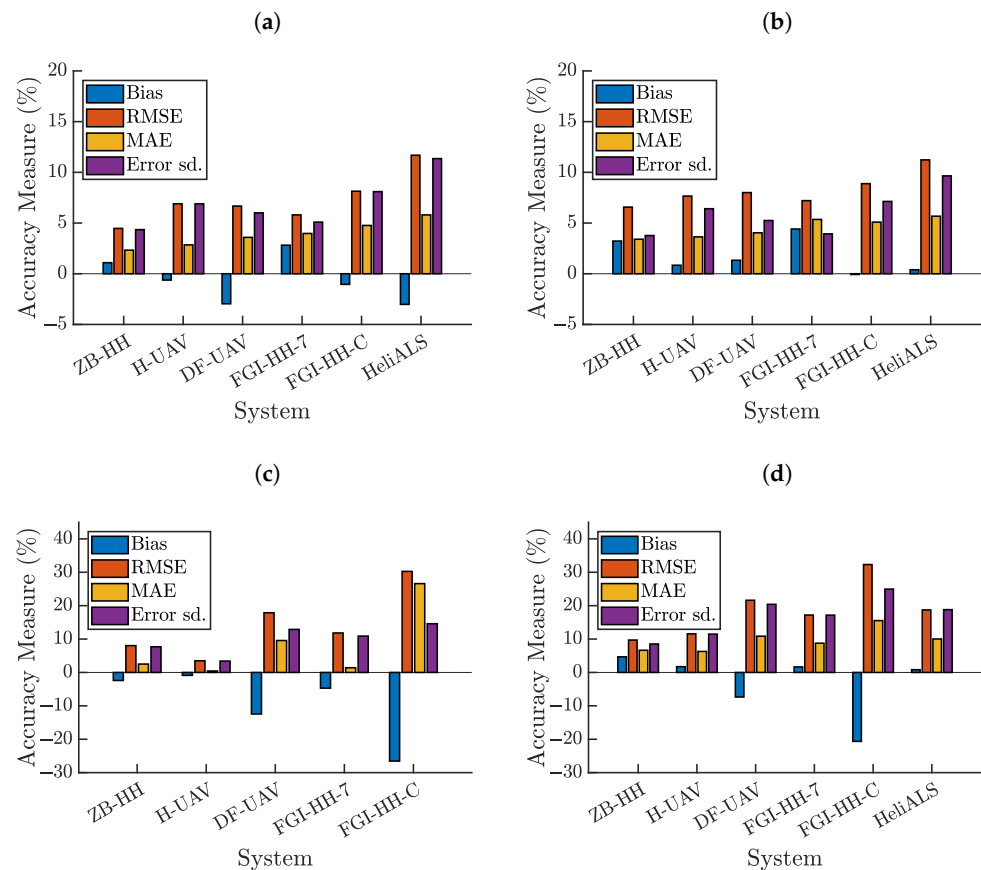 (a)
Accuracy Measure (%)
20
15
10
5
0
−5
Bias
RMSE
MAE
Error sd.
ZB-HH
H-UAV
DF-UAV
FGI-HH-7
FGI-HH-C
HeliALS
System
(b)
Accuracy Measure (%)
20
15
10
5
0
−5
Bias
RMSE
MAE
Error sd.
ZB-HH
H-UAV
DF-UAV
FGI-HH-7
FGI-HH-C
HeliALS
System
(c)
Accuracy Measure (%)
40
30
20
10
0
−10
−20
−30
Bias
RMSE
MAE
Error sd.
ZB-HH
H-UAV
DF-UAV
FGI-HH-7
FGI-HH-C
System
(d)
Accuracy Measure (%)
40
30
20
10
0
−10
−20
−30
Bias
RMSE
MAE
Error sd.
ZB-HH
H-UAV
DF-UAV
FGI-HH-7
FGI-HH-C
HeliALS
System